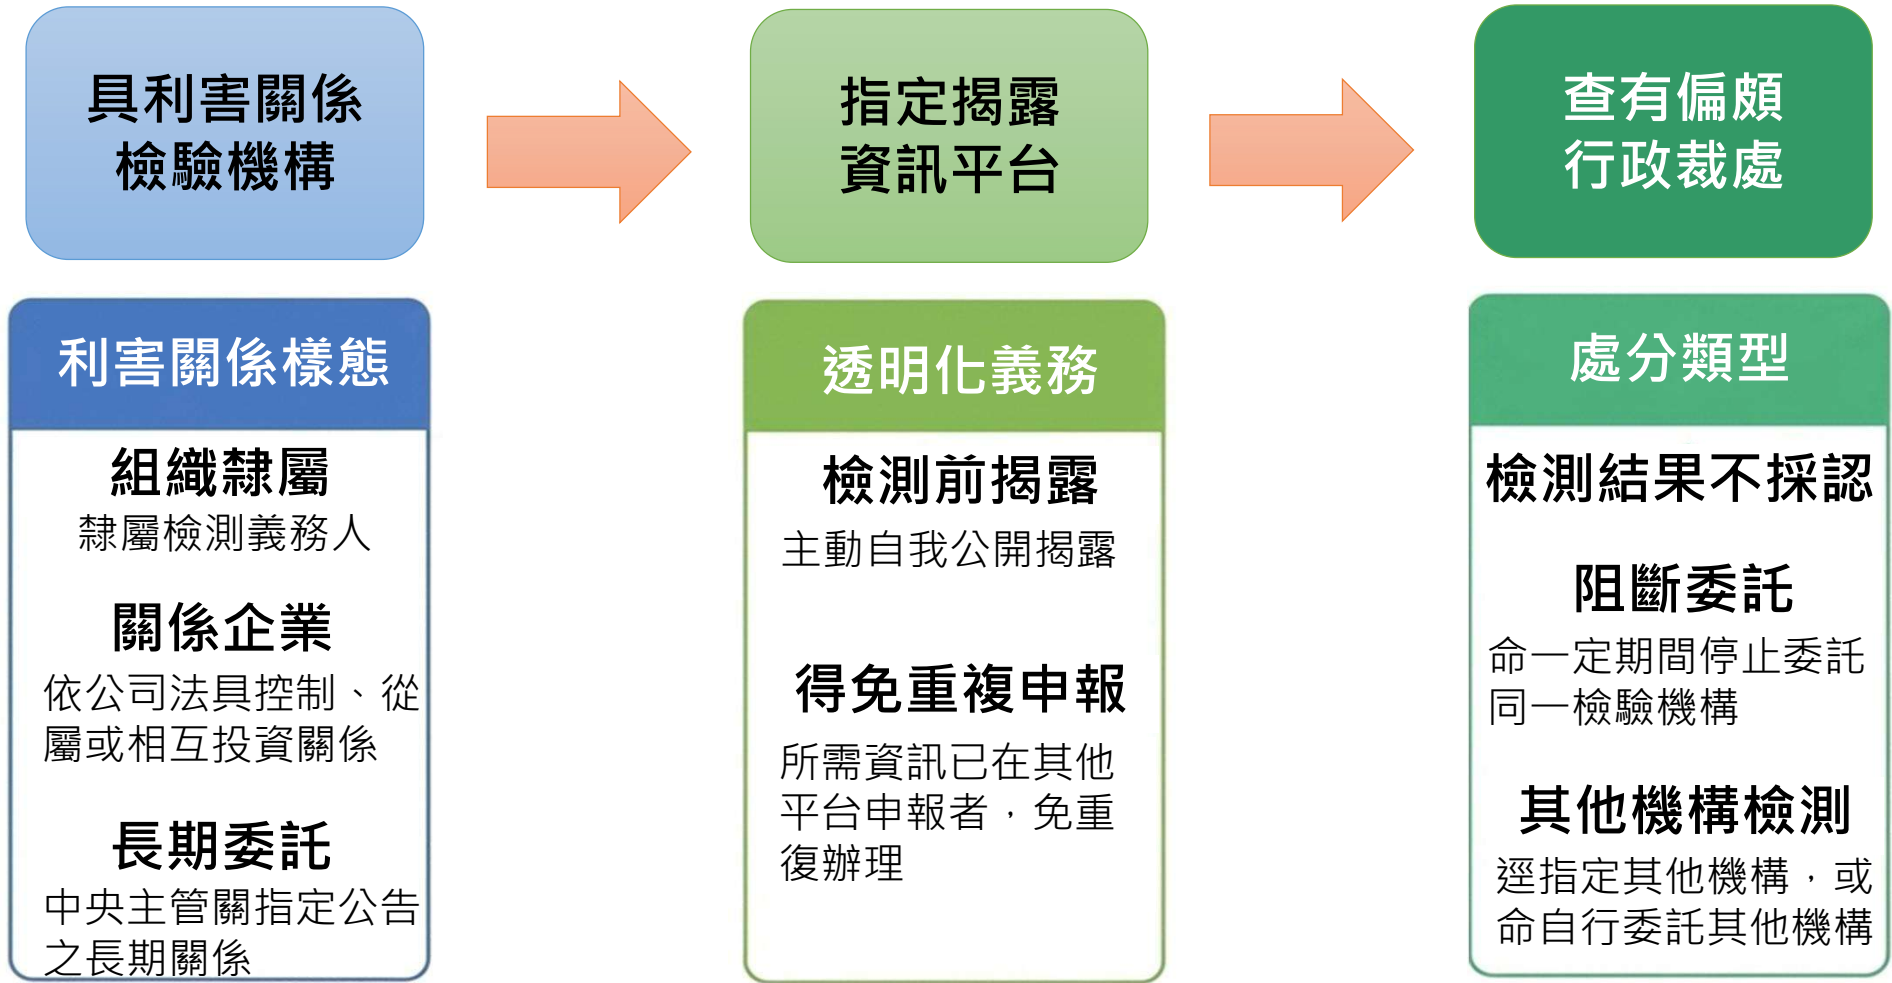 具利害關係
檢驗機構
指定揭露
資訊平台
查有偏頗
行政裁處
利害關係樣態
組織隸屬
隸屬檢測義務人
關係企業
依公司法具控制、從
屬或相互投資關係
長期委託
中央主管關指定公告
之長期關係
透明化義務
檢測前揭露
主動自我公開揭露
得免重複申報
所需資訊已在其他
平台申報者，免重
復辦理
處分類型
檢測結果不採認
阻斷委託
命一定期間停止委託
同一檢驗機構
其他機構檢測
逕指定其他機構，或
命自行委託其他機構